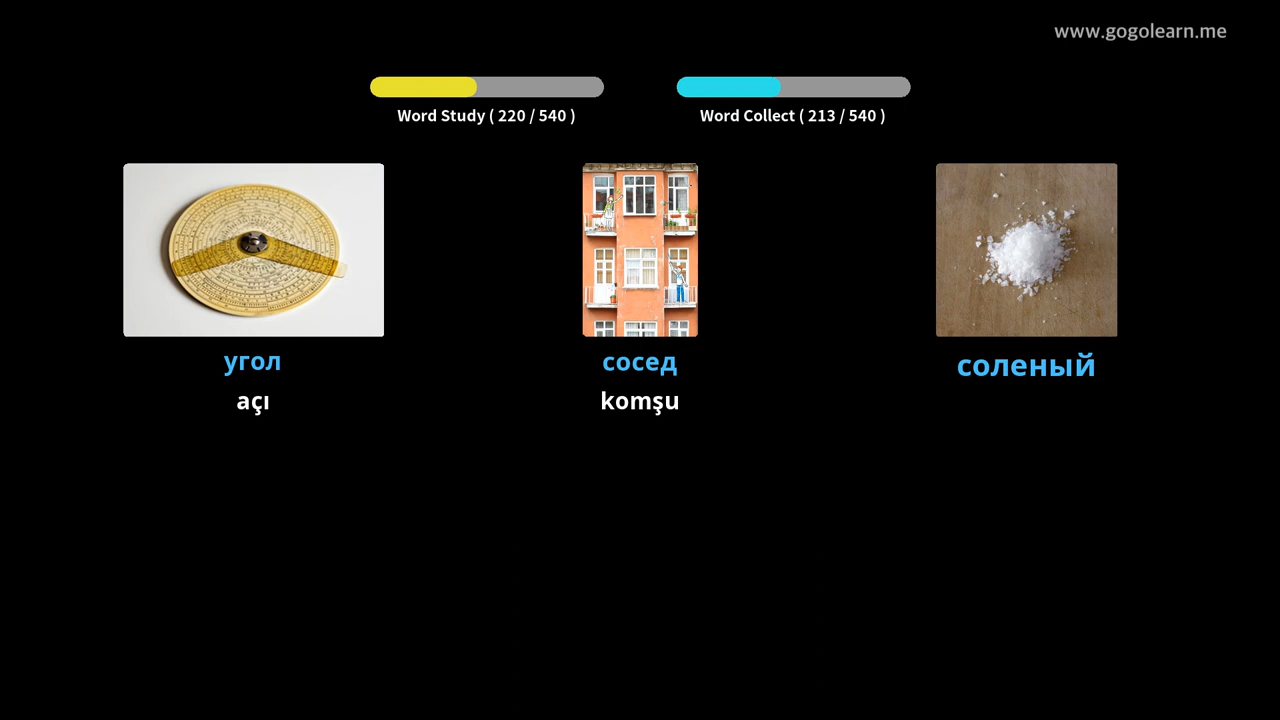 www.gogolearn.me
Word Study ( 220 / 540 )
Word Collect ( 213 / 540 )
угол
açı
сосед
komşu
соленый